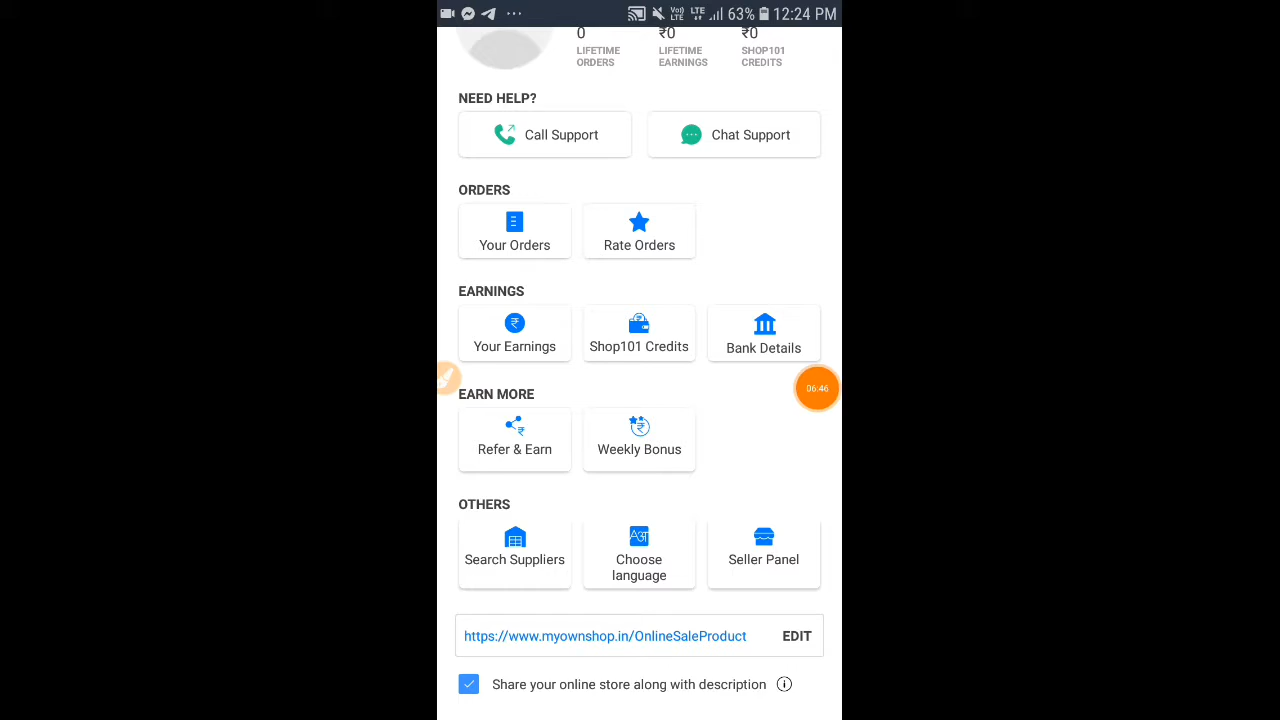 63% 12:24 PM
0 ₹0 ₹0
LIFETIME ORDERS LIFETIME EARNINGS SHOP101 CREDITS
NEED HELP?
Call Support Chat Support
ORDERS
Your Orders Rate Orders
EARNINGS
Your Earnings Shop101 Credits Bank Details
06:46
EARN MORE
Refer & Earn Weekly Bonus
OTHERS
Search Suppliers Choose language Seller Panel
https://www.myownshop.in/OnlineSaleProduct EDIT
Share your online store along with description